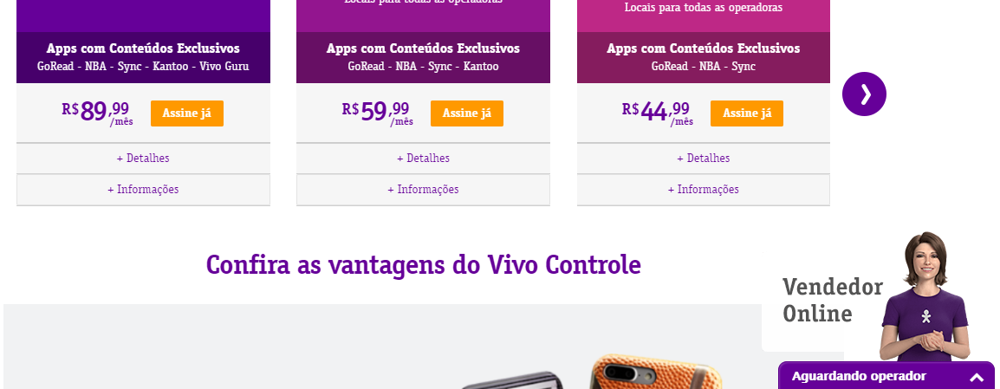 Locais para todas as operadoras
Locais para todas as operadoras
Apps com Conteúdos Exclusivos
GoRead - NBA - Sync - Kantoo - Vivo Guru
R$89,99
/mês
Assine já
+ Detalhes
+ Informações
Apps com Conteúdos Exclusivos
GoRead - NBA - Sync - Kantoo
R$59,99
/mês
Assine já
+ Detalhes
+ Informações
Apps com Conteúdos Exclusivos
GoRead - NBA - Sync
R$44,99
/mês
Assine já
+ Detalhes
+ Informações
Confira as vantagens do Vivo Controle
Vendedor
Online
Aguardando operador